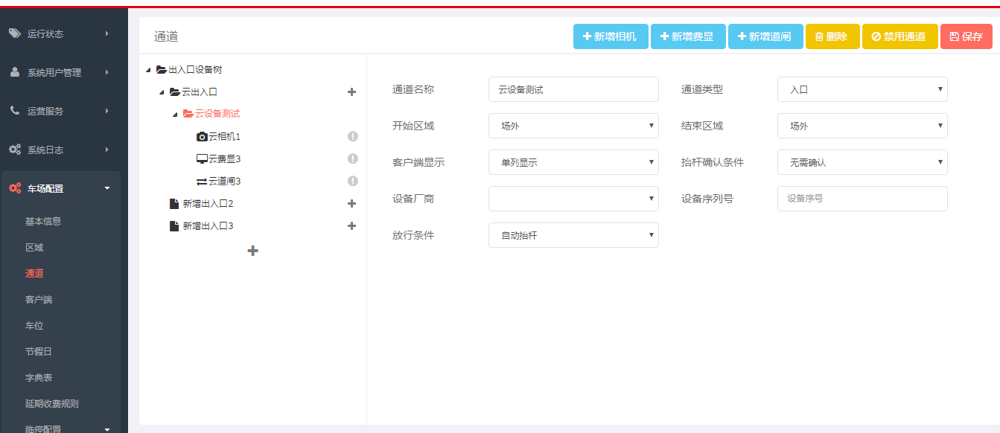 运行状态
系统用户管理
运营服务
系统日志
车场配置
基本信息
区域
通道
客户端
车位
节假日
字典表
延期收费规则
临停配置
通道
新增相机 新增费显 新增道闸 删除 禁用通道 保存
出入口设备树
云出入口
云设备测试
云相机1
云费显3
云道闸3
新增出入口2
新增出入口3
通道名称 云设备测试 通道类型 入口
开始区域 场外 结束区域 场外
客户端显示 单列显示 抬杆确认条件 无需确认
设备厂商 设备序列号 设备序号
放行条件 自动抬杆